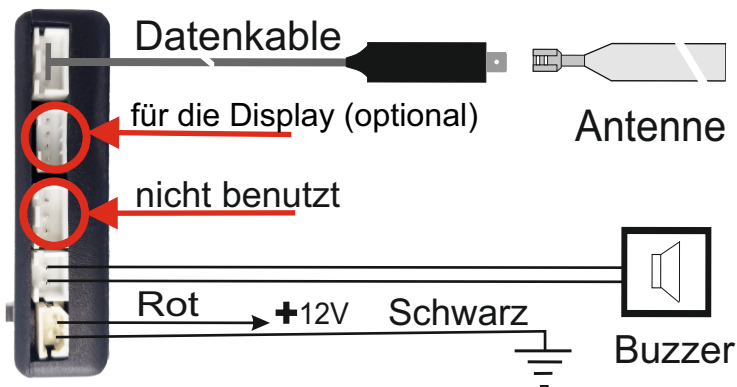 Datenkable
für die Display (optional)
Antenne
nicht benutzt
Rot
+12V
Schwarz
Buzzer